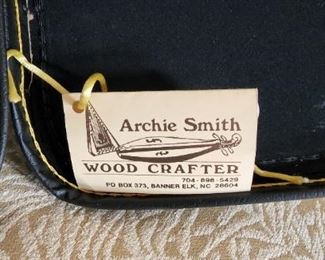 Archie Smith
WOOD CRAFTER
704-898-5429
PO BOX 373, BANNER ELK, NC 28604